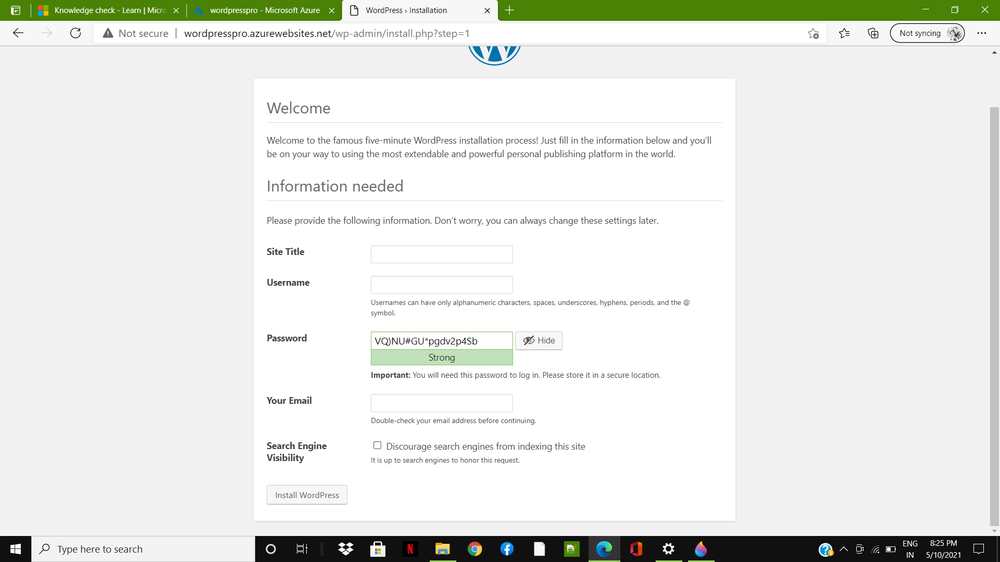 Knowledge check - Learn | Micro
wordpresspro - Microsoft Azure
WordPress › Installation
Not secure
wordpresspro.azurewebsites.net/wp-admin/install.php?step=1
Not syncing
Welcome
Welcome to the famous five-minute WordPress installation process! Just fill in the information below and you’ll
be on your way to using the most extendable and powerful personal publishing platform in the world.
Information needed
Please provide the following information. Don’t worry, you can always change these settings later.
Site Title
Username
Usernames can have only alphanumeric characters, spaces, underscores, hyphens, periods, and the @
symbol.
Password
VQ)NU#GU*pgdv2p4Sb
Hide
Strong
Important: You will need this password to log in. Please store it in a secure location.
Your Email
Double-check your email address before continuing.
Search Engine
Visibility
Discourage search engines from indexing this site
It is up to search engines to honor this request.
Install WordPress
Type here to search
ENG
IN
8:25 PM
5/10/2021